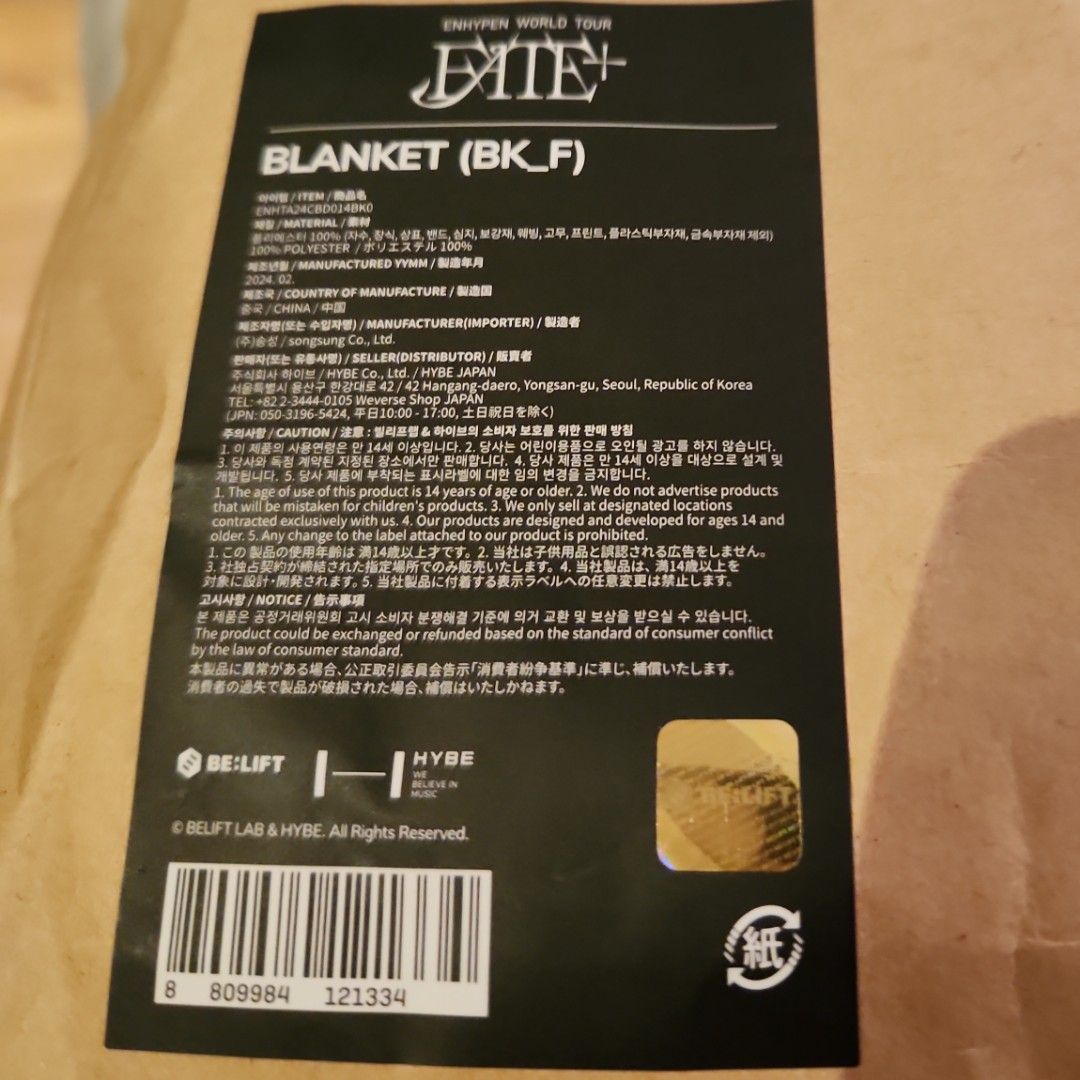 ENHYPEN WORLD TOUR
FATE+
BLANKET (BK_F)
아이템 / ITEM / 商品名
ENHTA24CBD014BK0
재질 / MATERIAL / 素材
폴리에스터 100% (자수, 장식, 상표, 밴드, 심지, 보강재, 웨빙, 고무, 프린트, 플라스틱부자재, 금속부자재 제외)
100% POLYESTER / ポリエステル 100%
제조년월 / MANUFACTURED YYMM / 製造年月
2024. 02.
제조국 / COUNTRY OF MANUFACTURE / 製造国
중국 / CHINA / 中国
제조자명(또는 수입자명) / MANUFACTURER(IMPORTER) / 製造者
(주)송성 / songsung Co., Ltd.
판매자(또는 유통사명) / SELLER(DISTRIBUTOR) / 販賣者
주식회사 하이브 / HYBE Co., Ltd. / HYBE JAPAN
서울특별시 용산구 한강대로 42 / 42 Hangang-daero, Yongsan-gu, Seoul, Republic of Korea
TEL: +82 2-3444-0105 Weverse Shop JAPAN
(JPN: 050-3196-5424, 平日10:00 - 17:00, 土日祝日を除く)
주의사항 / CAUTION / 注意 : 빌리프랩 & 하이브의 소비자 보호를 위한 판매 방침
1. 이 제품의 사용연령은 만 14세 이상입니다. 2. 당사는 어린이용품으로 오인될 광고를 하지 않습니다.
3. 당사와 독점 계약된 지정된 장소에서만 판매합니다. 4. 당사 제품은 만 14세 이상을 대상으로 설계 및
개발됩니다. 5. 당사 제품에 부착되는 표시라벨에 대한 임의 변경을 금지합니다.
1. The age of use of this product is 14 years of age or older. 2. We do not advertise products
that will be mistaken for children's products. 3. We only sell at designated locations
contracted exclusively with us. 4. Our products are designed and developed for ages 14 and
older. 5. Any change to the label attached to our product is prohibited.
1. この 製品の使用年齢は 満14歳以上才です。 2. 当社は子供用品と誤認される広告をしません。
3. 社独占契約が締結された指定場所でのみ販売いたします。 4. 当社製品は、満14歳以上を
対象に設計・開発されます。 5. 当社製品に付着する表示ラベルへの任意変更は禁止します。
고시사항 / NOTICE / 告示事項
본 제품은 공정거래위원회 고시 소비자 분쟁해결 기준에 의거 교환 및 보상을 받으실 수 있습니다.
The product could be exchanged or refunded based on the standard of consumer conflict
by the law of consumer standard.
本製品に異常がある場合、公正取引委員会告示「消費者紛争基準」に準じ、補償いたします。
消費者の過失で製品が破損された場合、補償はいたしかねます。
BE:LIFT
HYBE
WE
BELIEVE IN
MUSIC
BE:LIFT
© BELIFT LAB & HYBE. All Rights Reserved.
紙
8 809984 121334